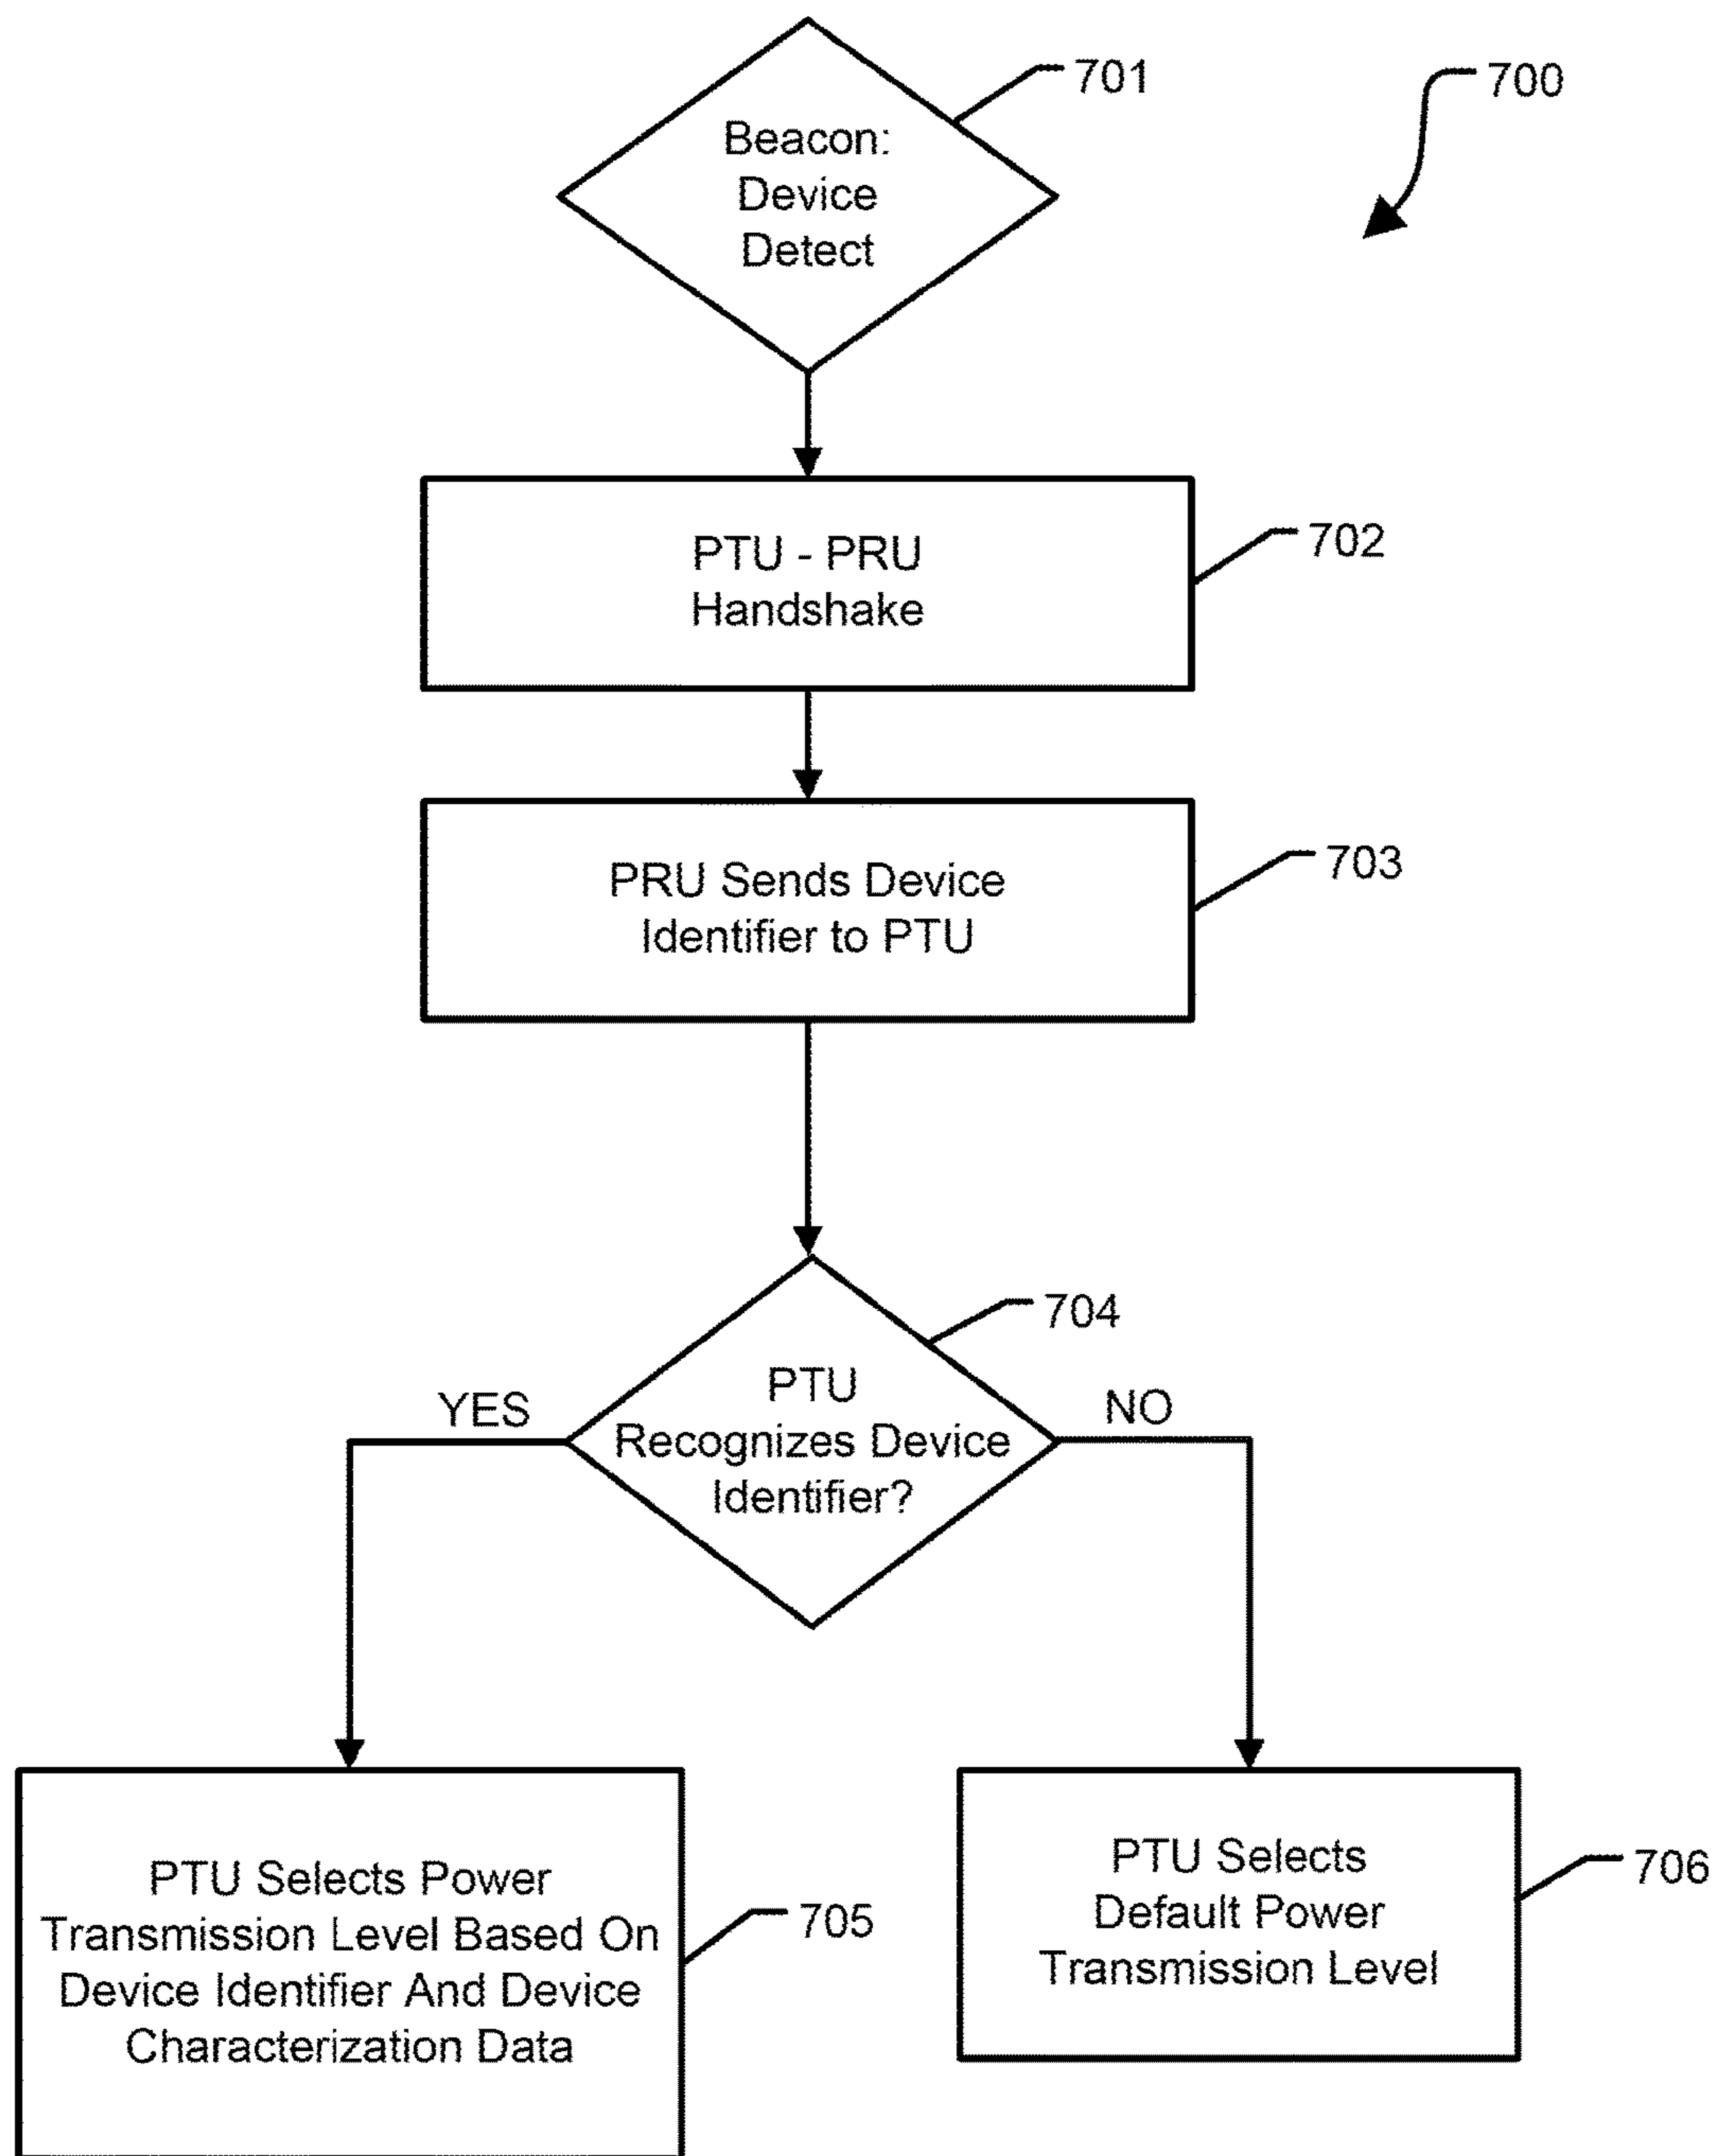 701
700
Beacon:
Device
Detect
702
PTU - PRU
Handshake
703
PRU Sends Device
Identifier to PTU
704
PTU
Recognizes Device
Identifier?
YES
NO
PTU Selects Power
Transmission Level Based On
Device Identifier And Device
Characterization Data
705
PTU Selects
Default Power
Transmission Level
706